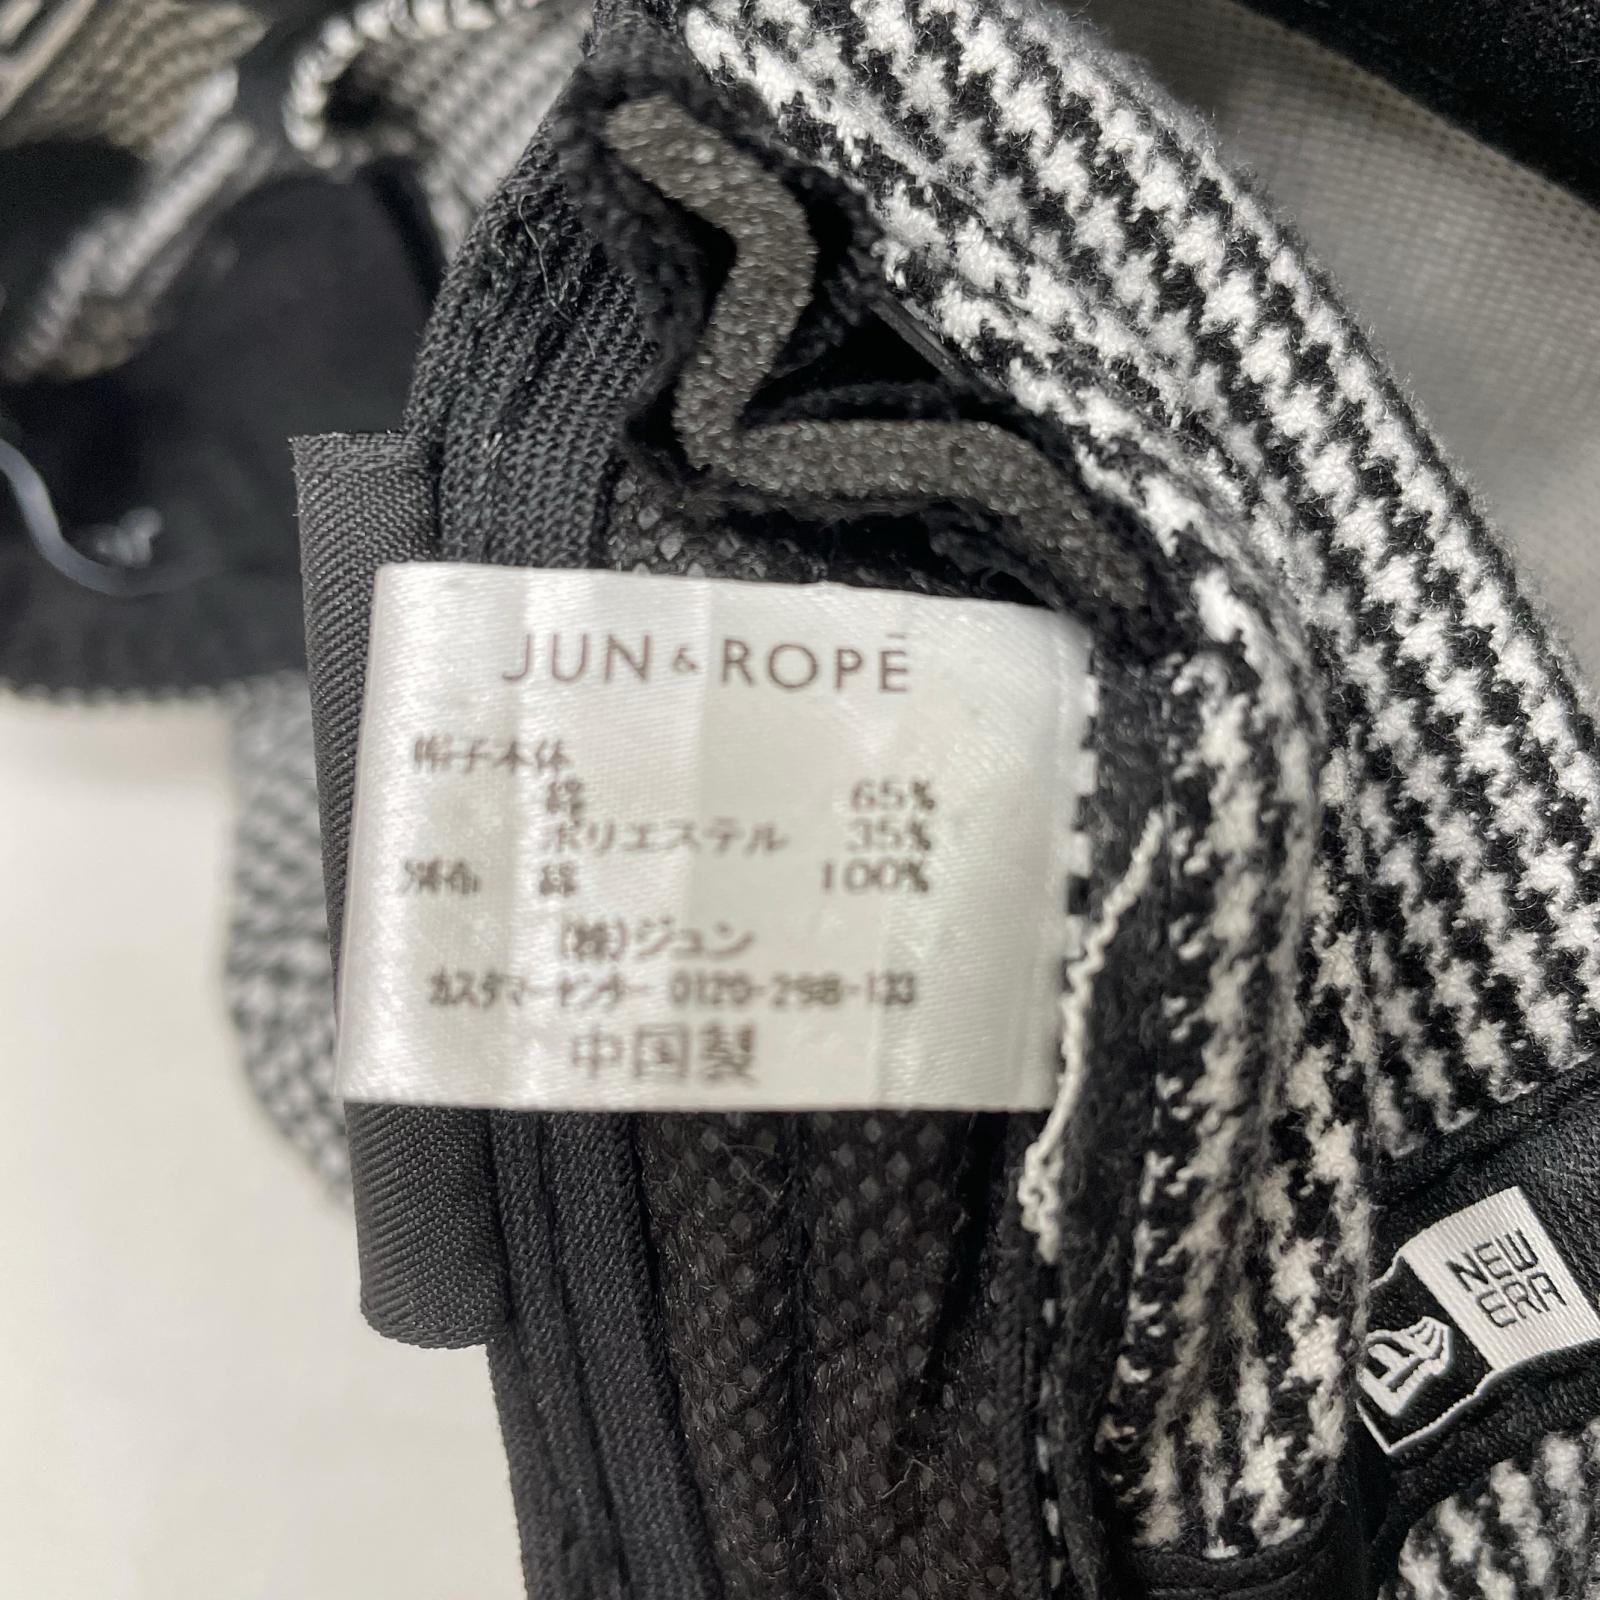 JUN & ROPÉ
帽子本体
綿 65%
ポリエステル 35%
別布 綿 100%
(株)ジュン
カスタマーセンター 0120-298-133
中国製
NEW
ERA